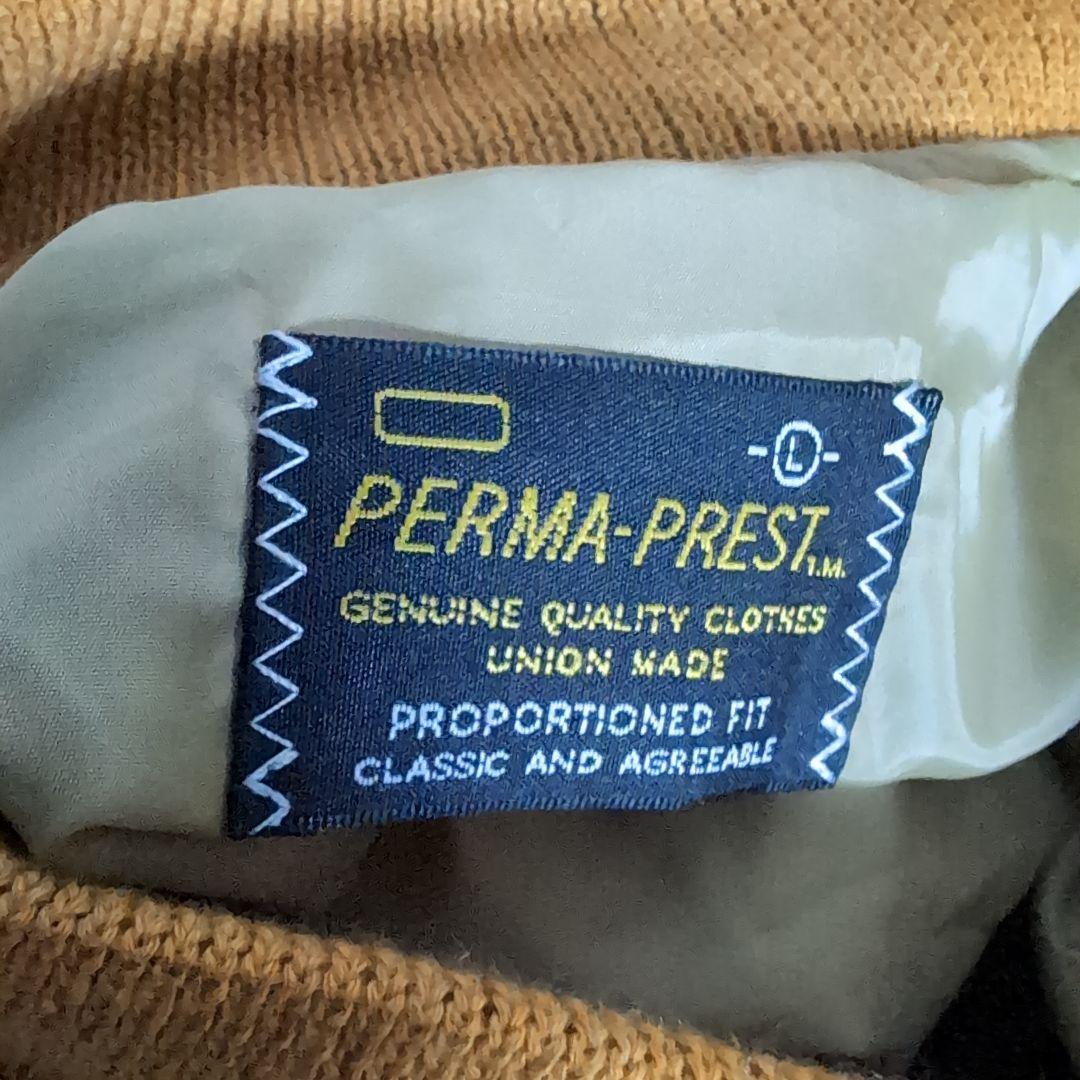 -L-
PERMA-PREST T.M.
GENUINE QUALITY CLOTHES
UNION MADE
PROPORTIONED FIT
CLASSIC AND AGREEABLE